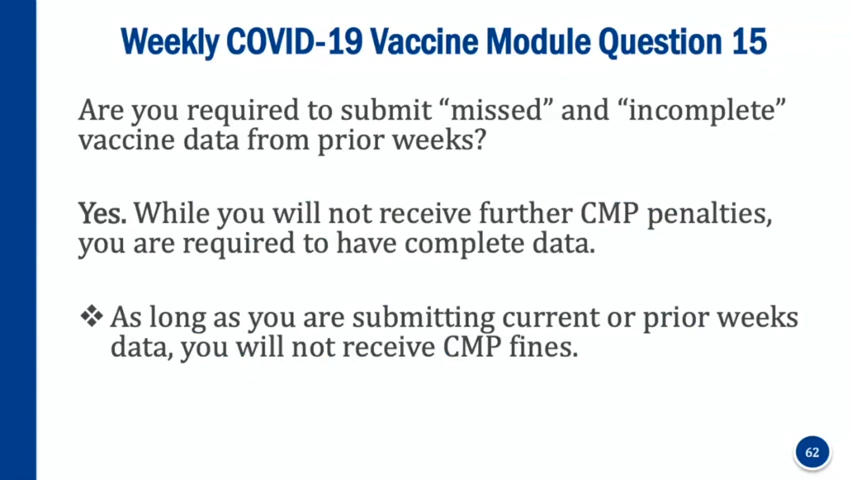 Weekly COVID-19 Vaccine Module Question 15
Are you required to submit “missed” and “incomplete”
vaccine data from prior weeks?
Yes. While you will not receive further CMP penalties,
you are required to have complete data.
❖ As long as you are submitting current or prior weeks
data, you will not receive CMP fines.
62